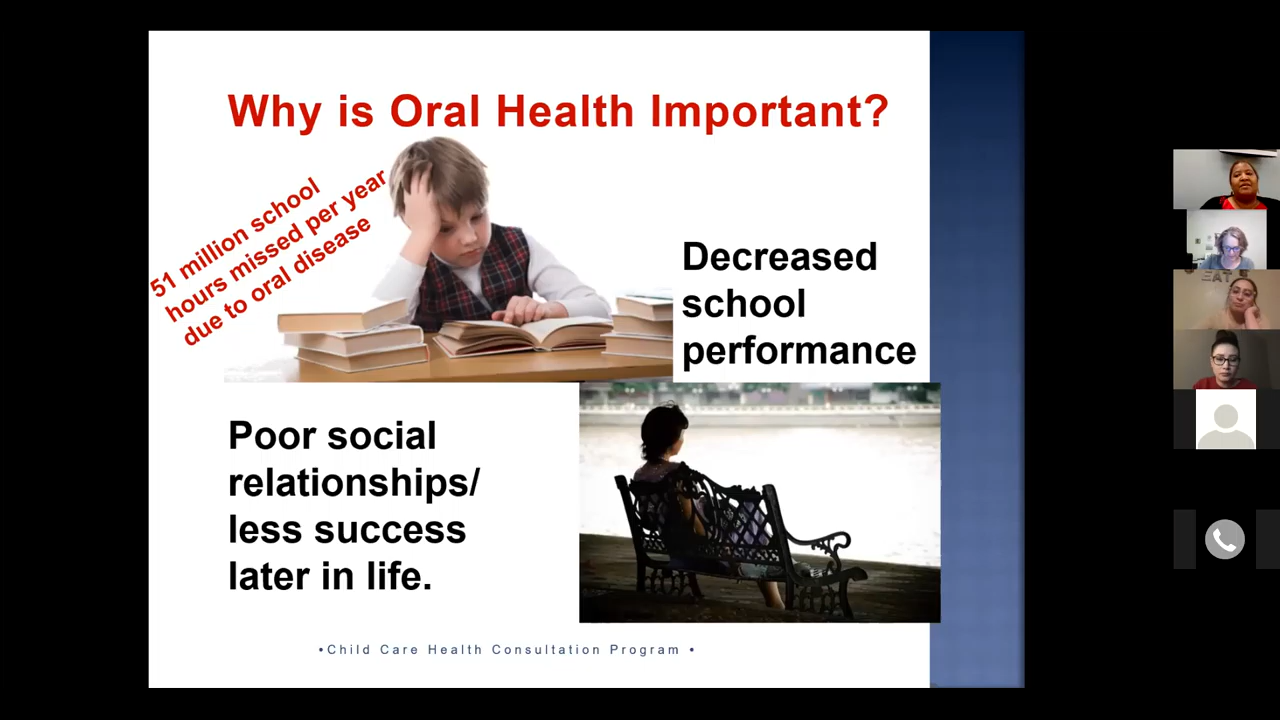 Why is Oral Health Important?
51 million school
hours missed per year
due to oral disease
Decreased
school
performance
Poor social
relationships/
less success
later in life.
•Child Care Health Consultation Program •
EAT